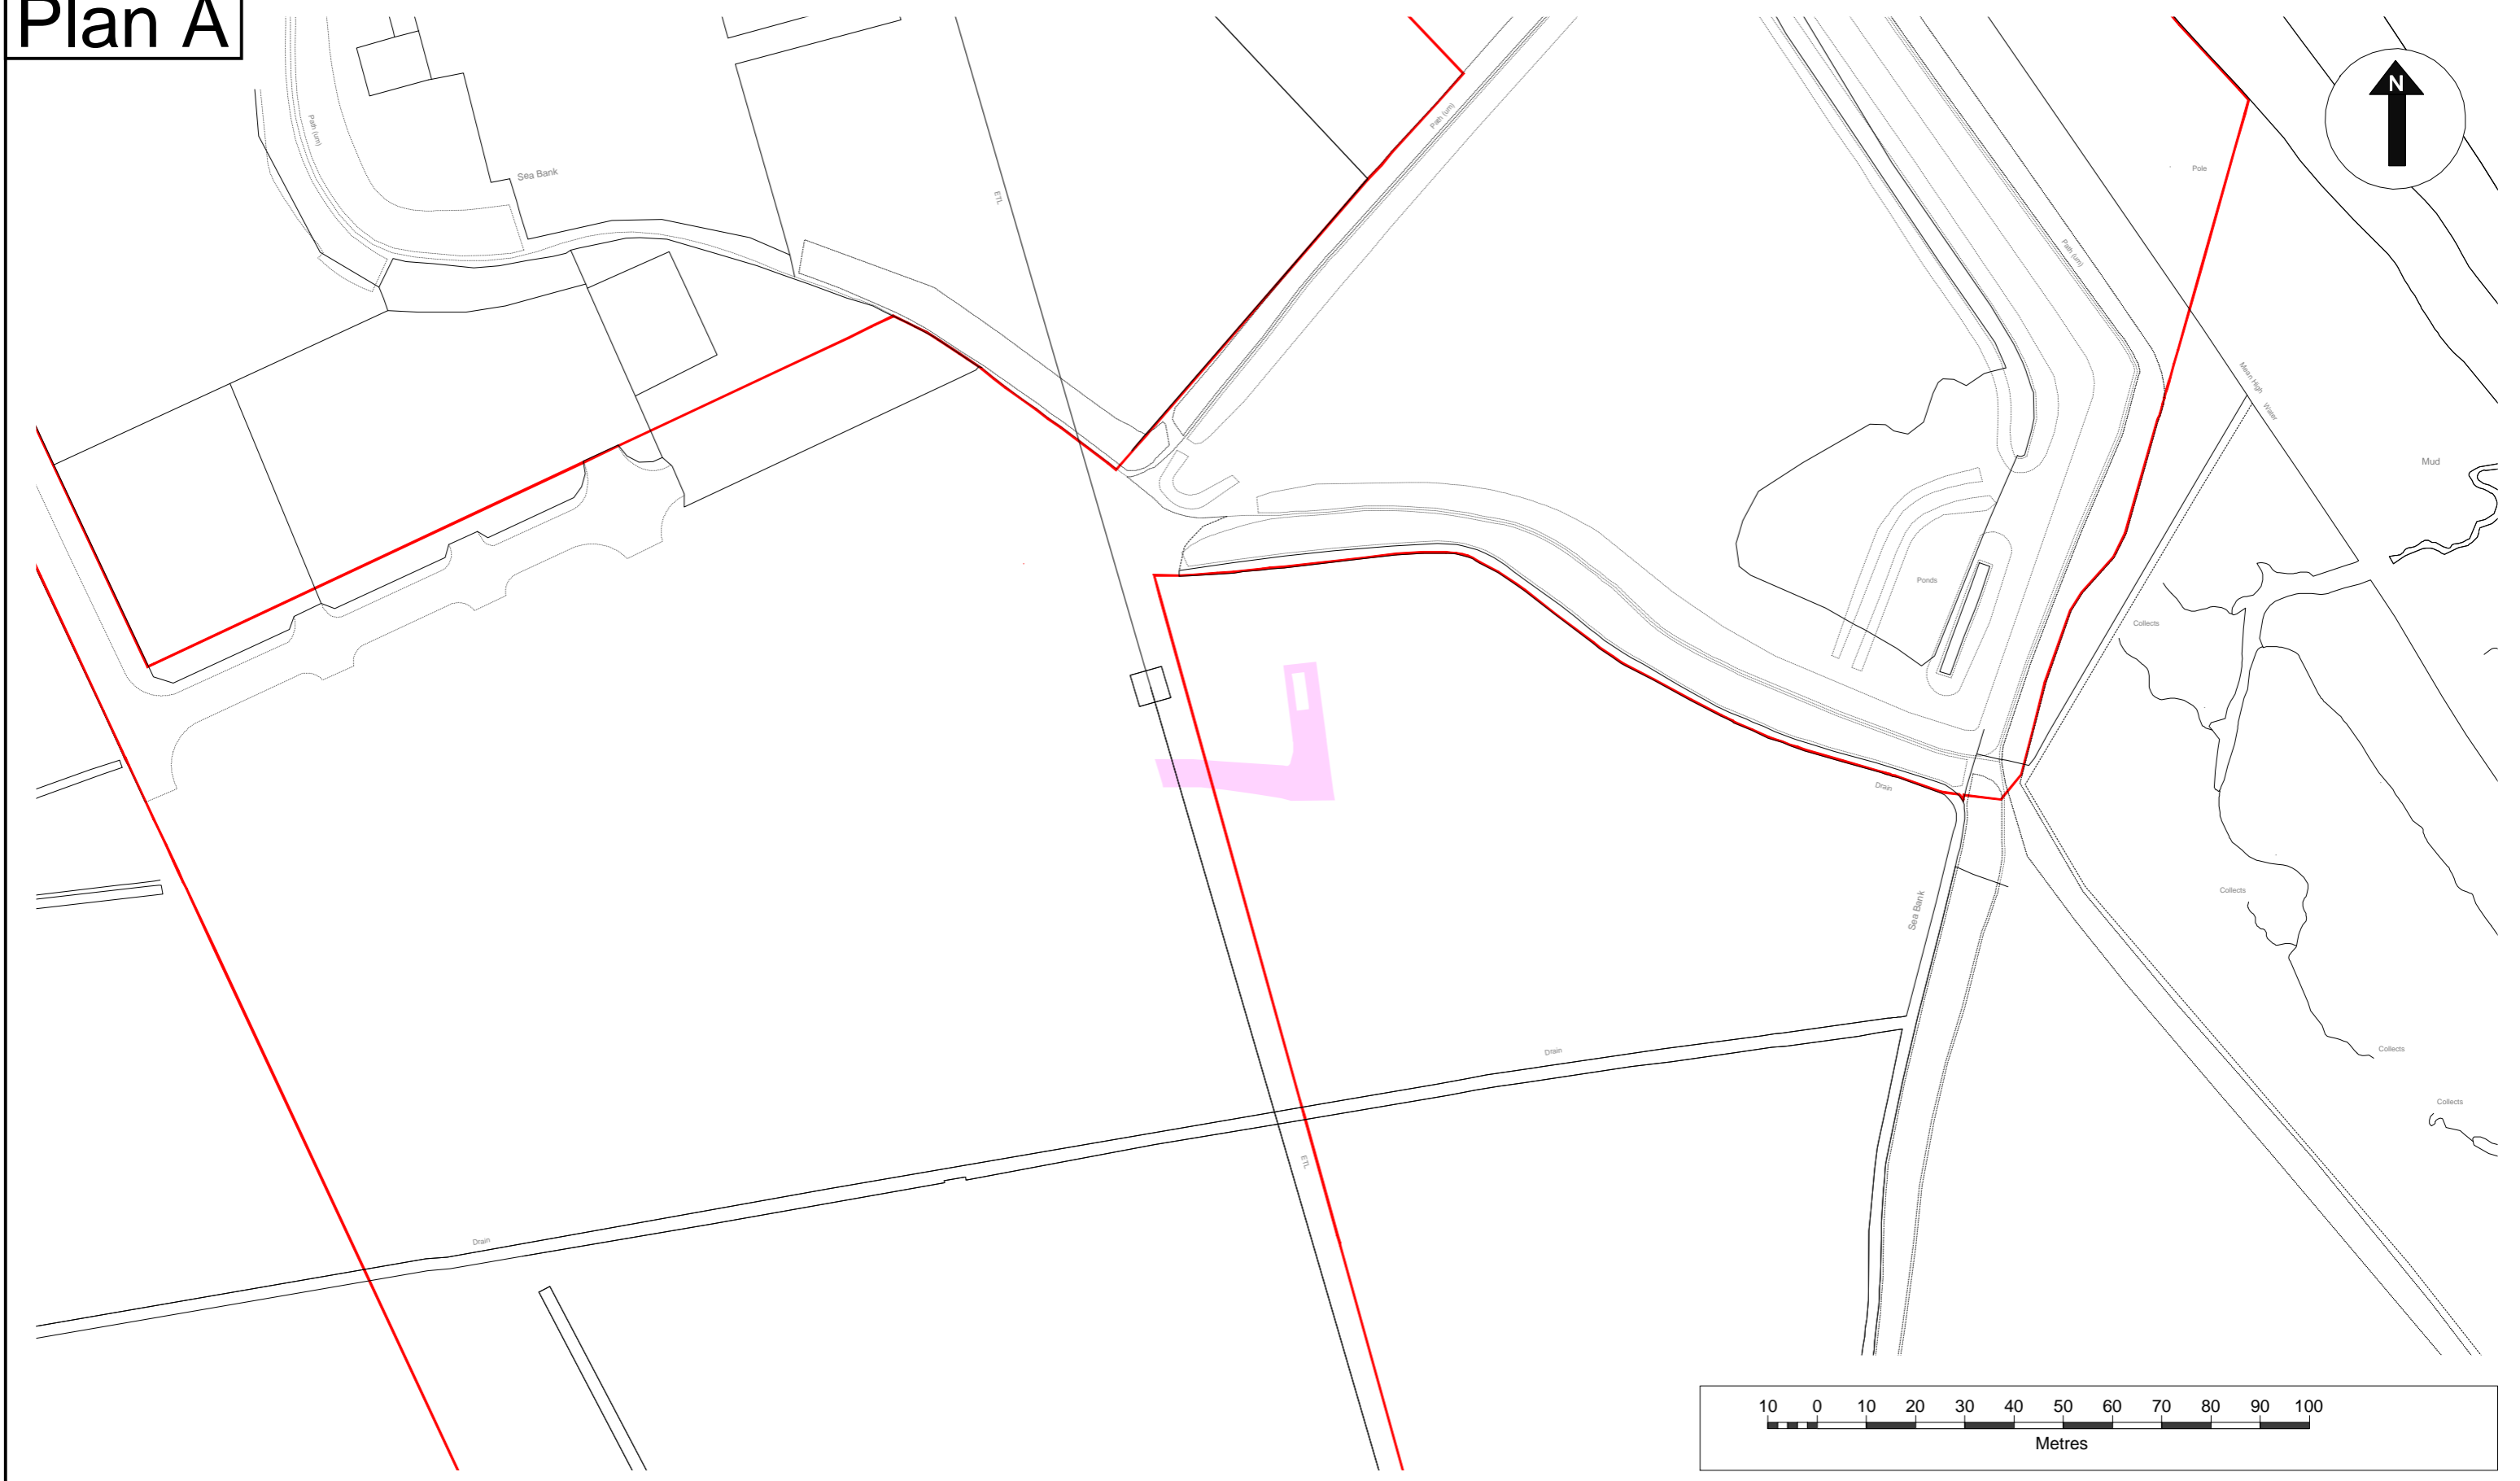 Plan A
N
Path (um)
Sea Bank
ETL
Path (um)
Pole
Path (um)
Mean High
Water
Mud
Ponds
Collects
Drain
Sea Bank
Collects
Drain
Collects
Collects
ETL
Drain
10 0 10 20 30 40 50 60 70 80 90 100
Metres